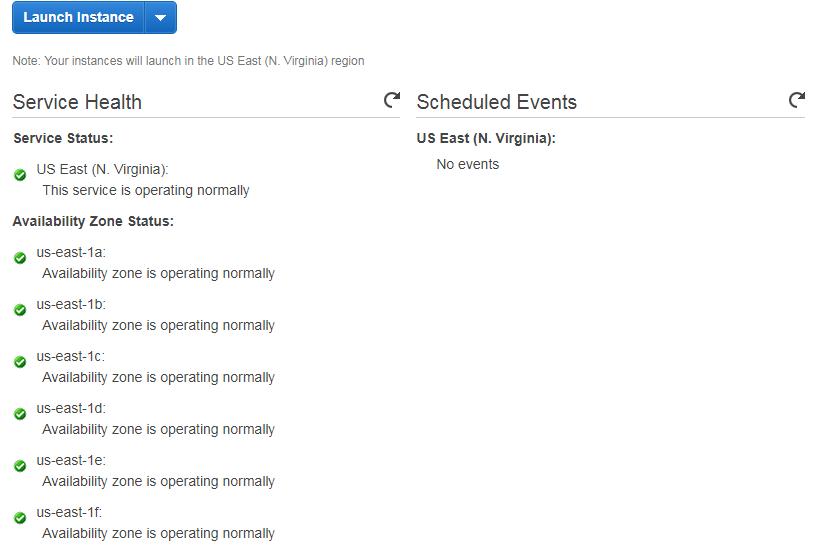 Launch Instance
Note: Your instances will launch in the US East (N. Virginia) region
Service Health
Service Status:
US East (N. Virginia):
This service is operating normally
Availability Zone Status:
us-east-1a:
Availability zone is operating normally
us-east-1b:
Availability zone is operating normally
us-east-1c:
Availability zone is operating normally
us-east-1d:
Availability zone is operating normally
us-east-1e:
Availability zone is operating normally
us-east-1f:
Availability zone is operating normally
Scheduled Events
US East (N. Virginia):
No events